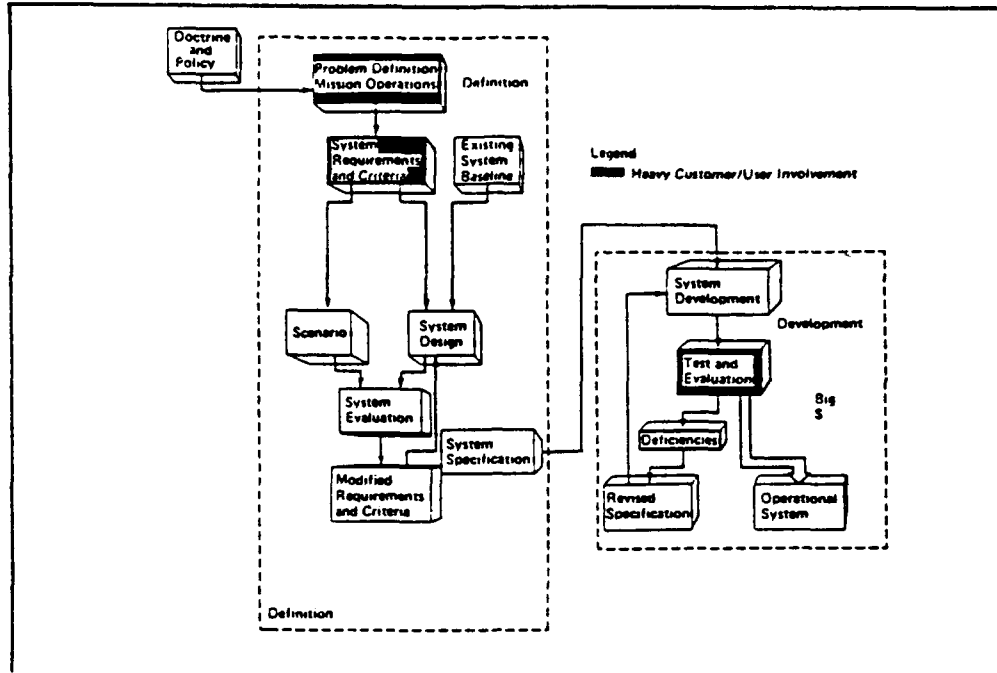 Doctrine
and
Policy
Problem Definition
Mission Operations
Definition
System
Requirements
and Criteria
Existing
System
Baseline
Legend
Heavy Customer/User Involvement
System
Development
Scenario
System
Design
Development
Test and
Evaluation
System
Evaluation
Big
$
Deficiencies
System
Specification
Modified
Requirements
and Criteria
Revised
Specification
Operational
System
Definition